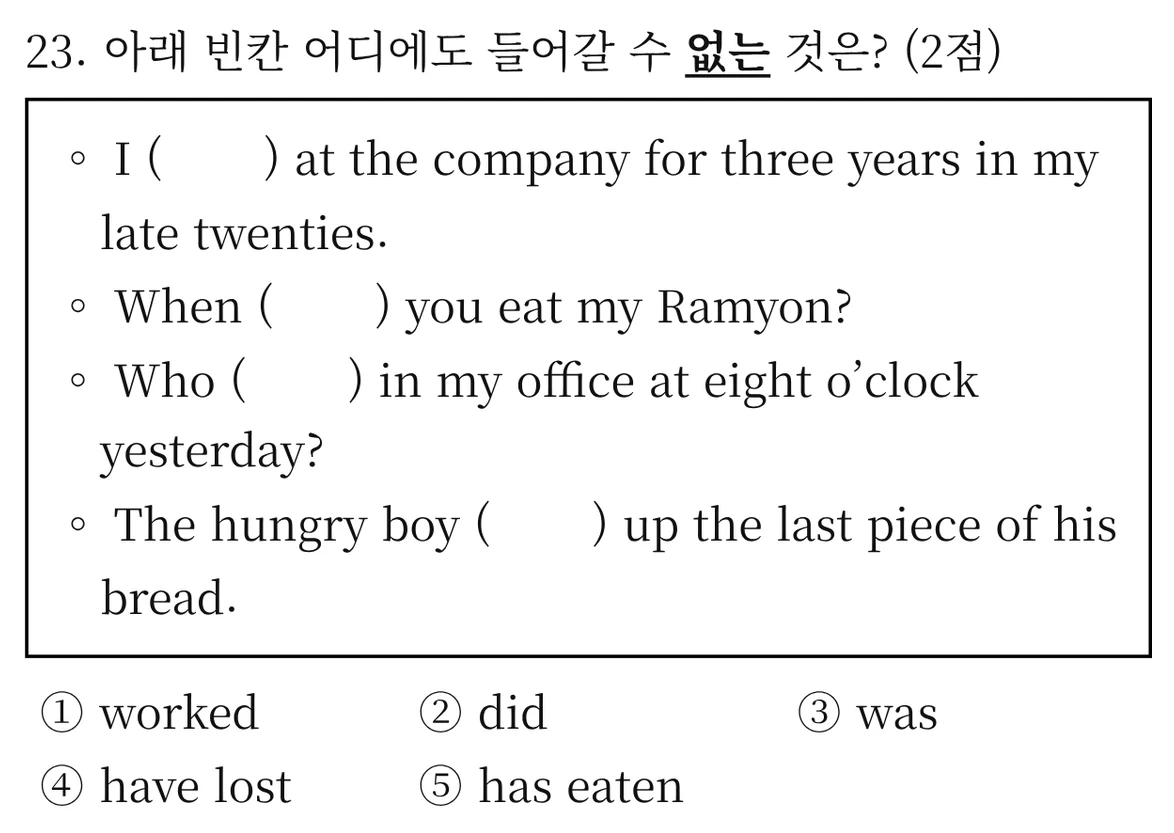 23. 아래 빈칸 어디에도 들어갈 수 없는 것은? (2점)
◦ I (      ) at the company for three years in my
late twenties.
◦ When (      ) you eat my Ramyon?
◦ Who (      ) in my office at eight o’clock
yesterday?
◦ The hungry boy (      ) up the last piece of his
bread.
① worked ② did ③ was
④ have lost ⑤ has eaten